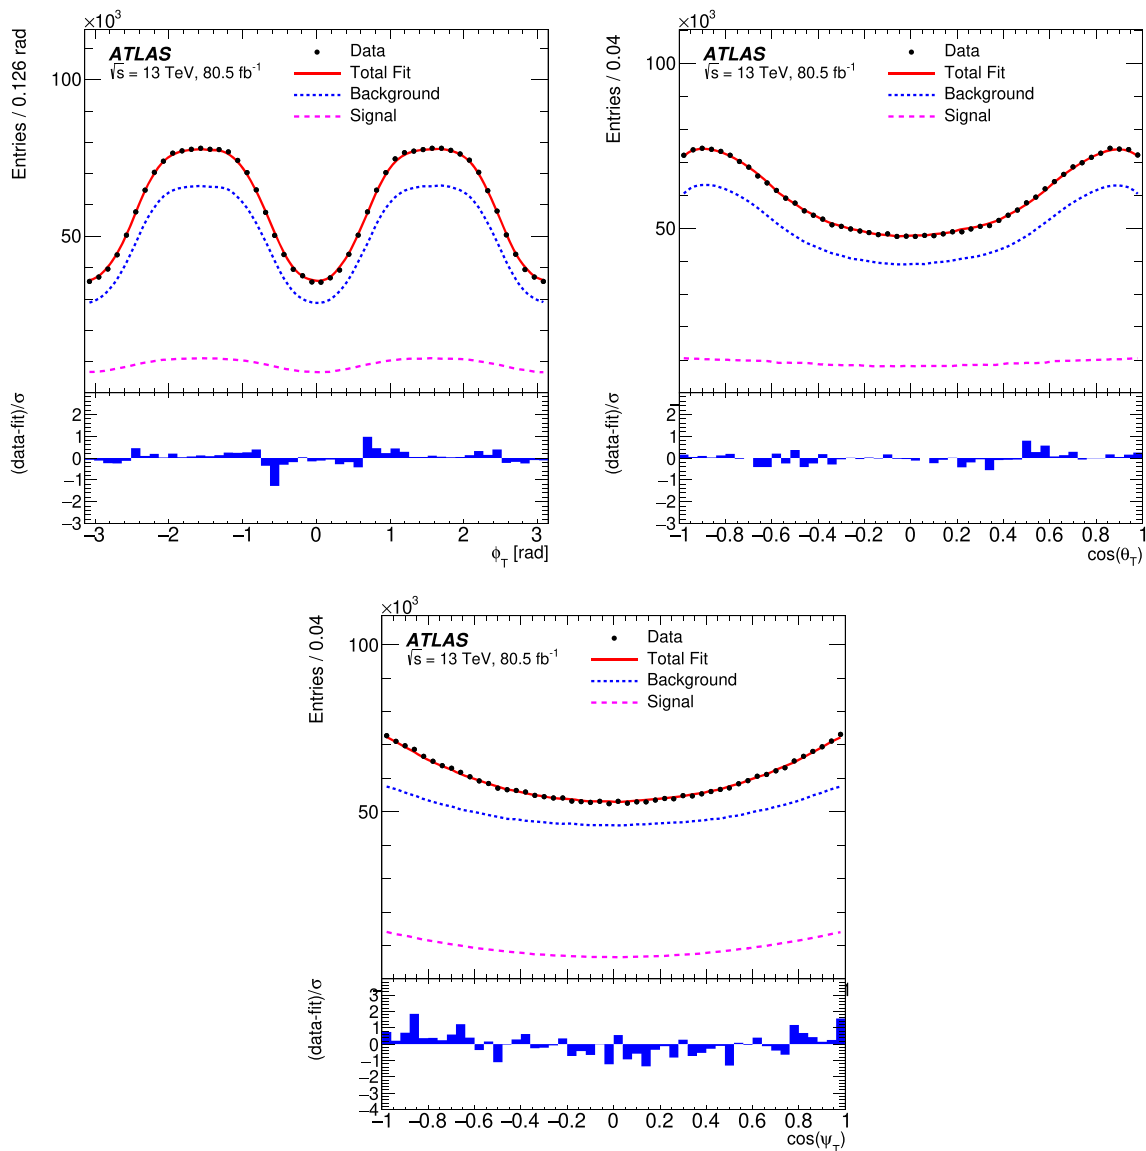 ×10³
Entries / 0.126 rad
100
50
ATLAS
√s = 13 TeV, 80.5 fb⁻¹
Data
Total Fit
Background
Signal
(data-fit)/σ
2
1
0
−1
−2
−3
−3 −2 −1 0 1 2 3
ϕ_T [rad]
×10³
Entries / 0.04
100
50
ATLAS
√s = 13 TeV, 80.5 fb⁻¹
Data
Total Fit
Background
Signal
(data-fit)/σ
2
1
0
−1
−2
−3
−1 −0.8 −0.6 −0.4 −0.2 0 0.2 0.4 0.6 0.8 1
cos(θ_T)
×10³
Entries / 0.04
100
50
ATLAS
√s = 13 TeV, 80.5 fb⁻¹
Data
Total Fit
Background
Signal
(data-fit)/σ
3
2
1
0
−1
−2
−3
−4
−1 −0.8 −0.6 −0.4 −0.2 0 0.2 0.4 0.6 0.8 1
cos(ψ_T)